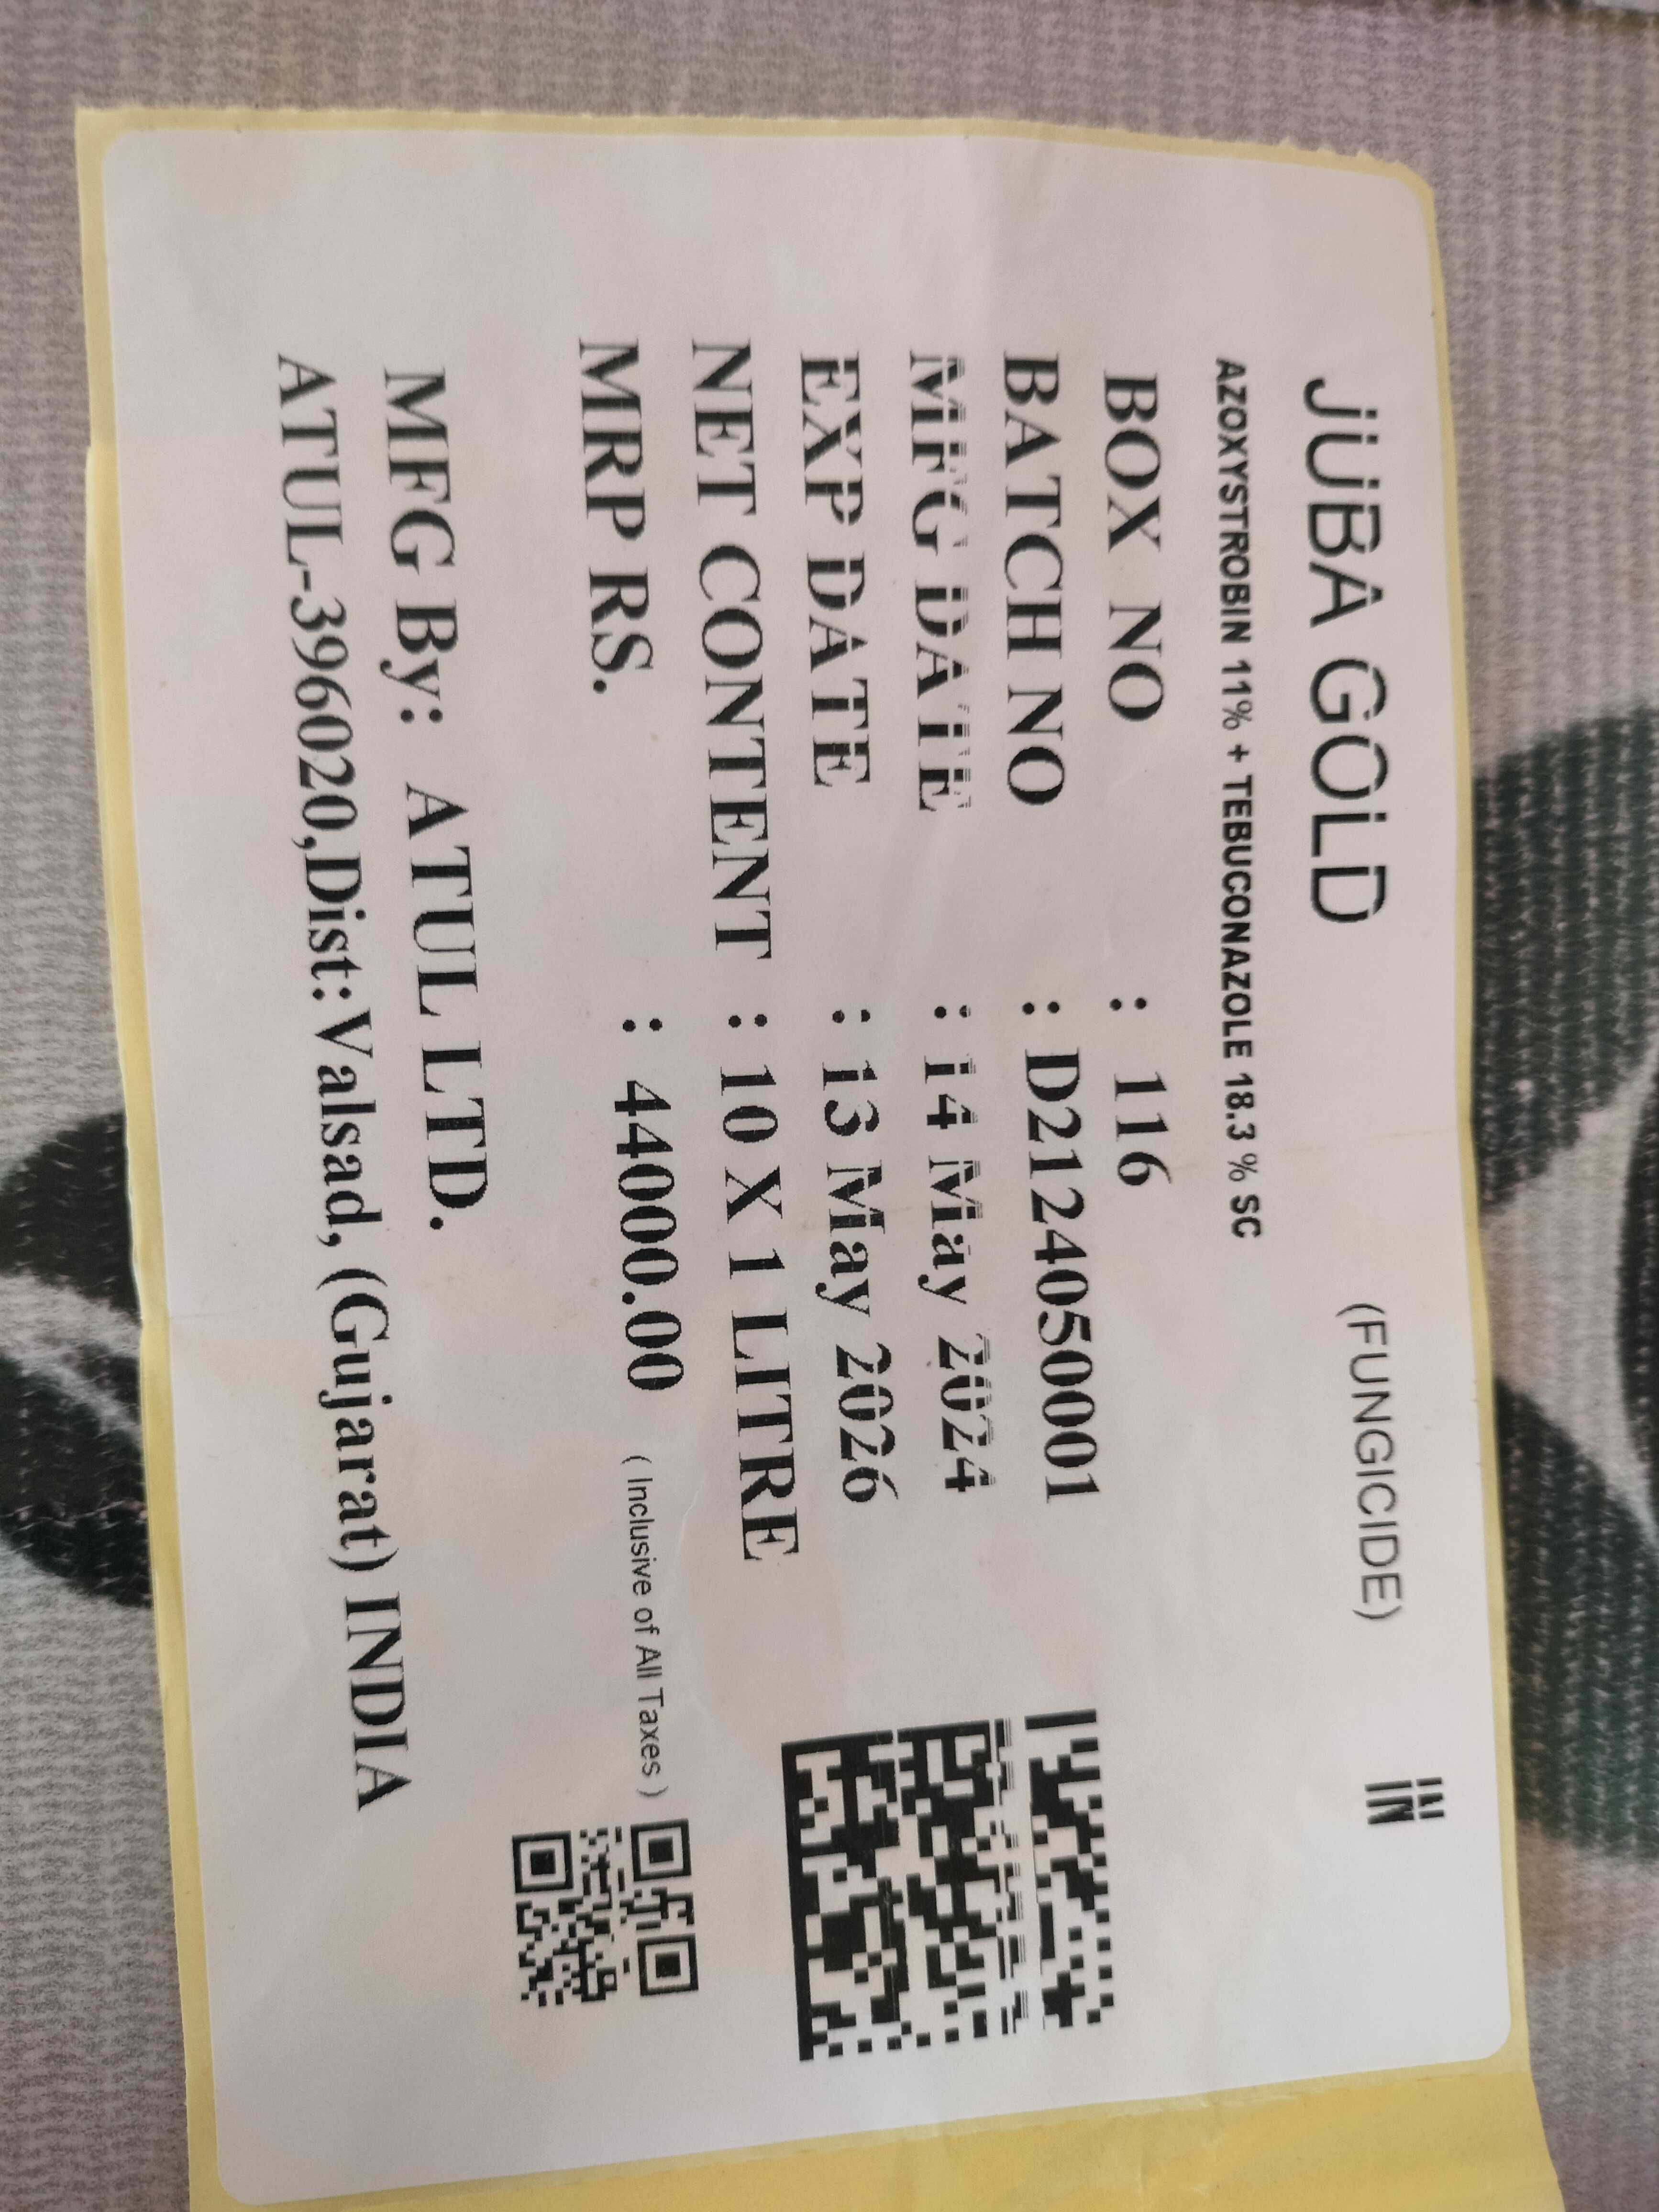 JUBA GOLD (FUNGICIDE) IN
AZOXYSTROBIN 11% + TEBUCONAZOLE 18.3 % SC
BOX NO : 116
BATCH NO : D2124050001
MFG DATE : 14 May 2024
EXP DATE : 13 May 2026
NET CONTENT : 10 X 1 LITRE
MRP RS. : 44000.00 ( Inclusive of All Taxes )
MFG By: ATUL LTD.
ATUL-396020,Dist:Valsad, (Gujarat) INDIA